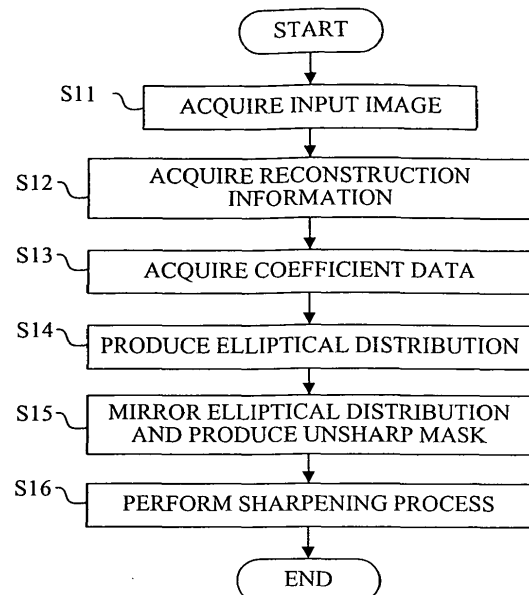 START
S11
ACQUIRE INPUT IMAGE
S12
ACQUIRE RECONSTRUCTION
INFORMATION
S13
ACQUIRE COEFFICIENT DATA
S14
PRODUCE ELLIPTICAL DISTRIBUTION
S15
MIRROR ELLIPTICAL DISTRIBUTION
AND PRODUCE UNSHARP MASK
S16
PERFORM SHARPENING PROCESS
END